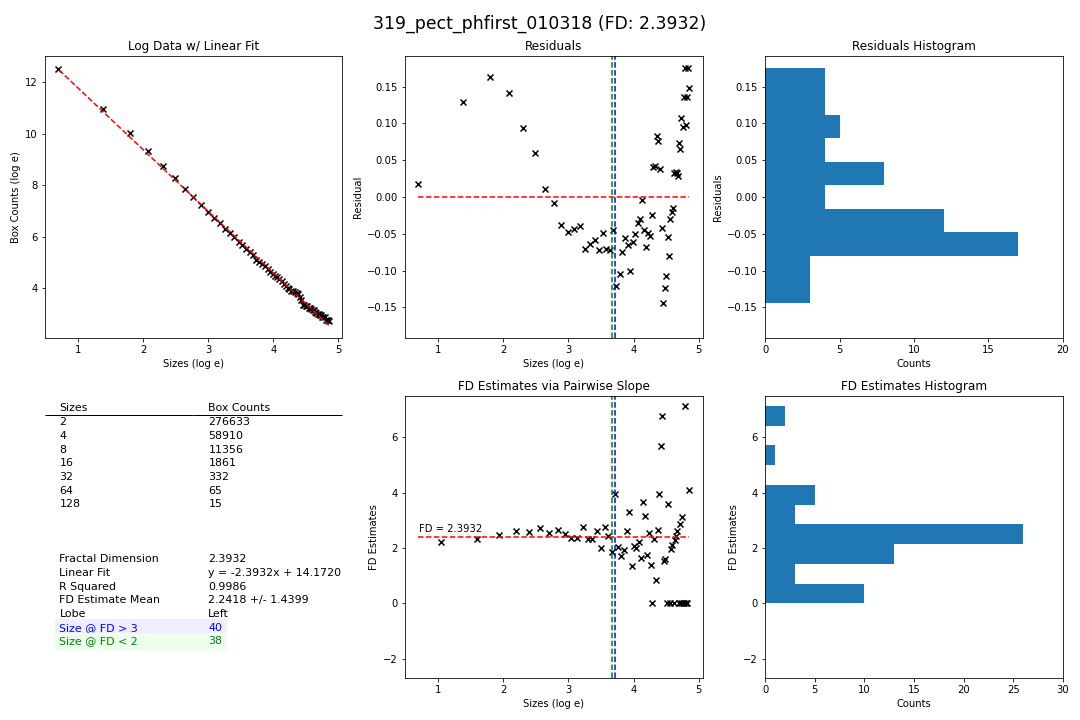 319_pect_phfirst_010318 (FD: 2.3932)
Log Data w/ Linear Fit
Box Counts (log e)
12
10
8
6
4
1 2 3 4 5
Sizes (log e)
Residuals
Residual
0.15
0.10
0.05
0.00
−0.05
−0.10
−0.15
1 2 3 4 5
Sizes (log e)
Residuals Histogram
Residuals
0.15
0.10
0.05
0.00
−0.05
−0.10
−0.15
0 5 10 15 20
Counts
Sizes Box Counts
2 276633
4 58910
8 11356
16 1861
32 332
64 65
128 15
Fractal Dimension 2.3932
Linear Fit y = -2.3932x + 14.1720
R Squared 0.9986
FD Estimate Mean 2.2418 +/- 1.4399
Lobe Left
Size @ FD > 3 40
Size @ FD < 2 38
FD Estimates via Pairwise Slope
FD Estimates
6
4
2
0
−2
FD = 2.3932
1 2 3 4 5
Sizes (log e)
FD Estimates Histogram
FD Estimates
6
4
2
0
−2
0 5 10 15 20 25 30
Counts